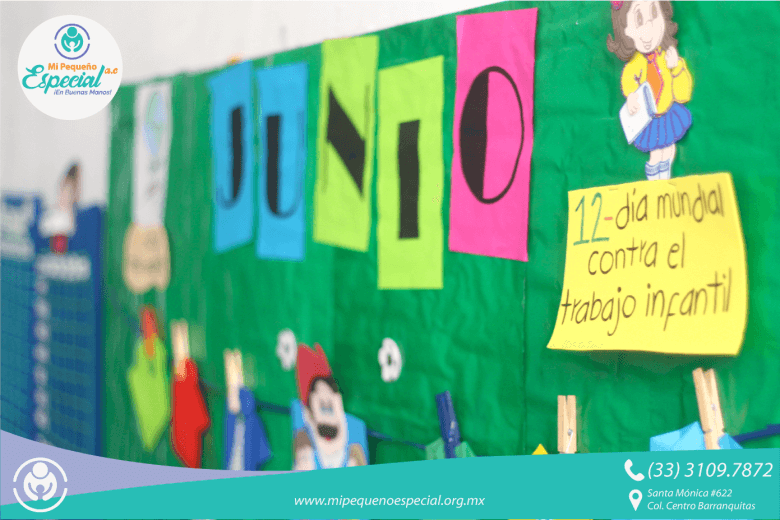 Mi Pequeño
Especial a.c
¡En Buenas Manos!
JUNIO
12-día mundial
contra el
trabajo infantil
(33) 3109.7872
Santa Mónica #622
Col. Centro Barranquitas
www.mipequenoespecial.org.mx